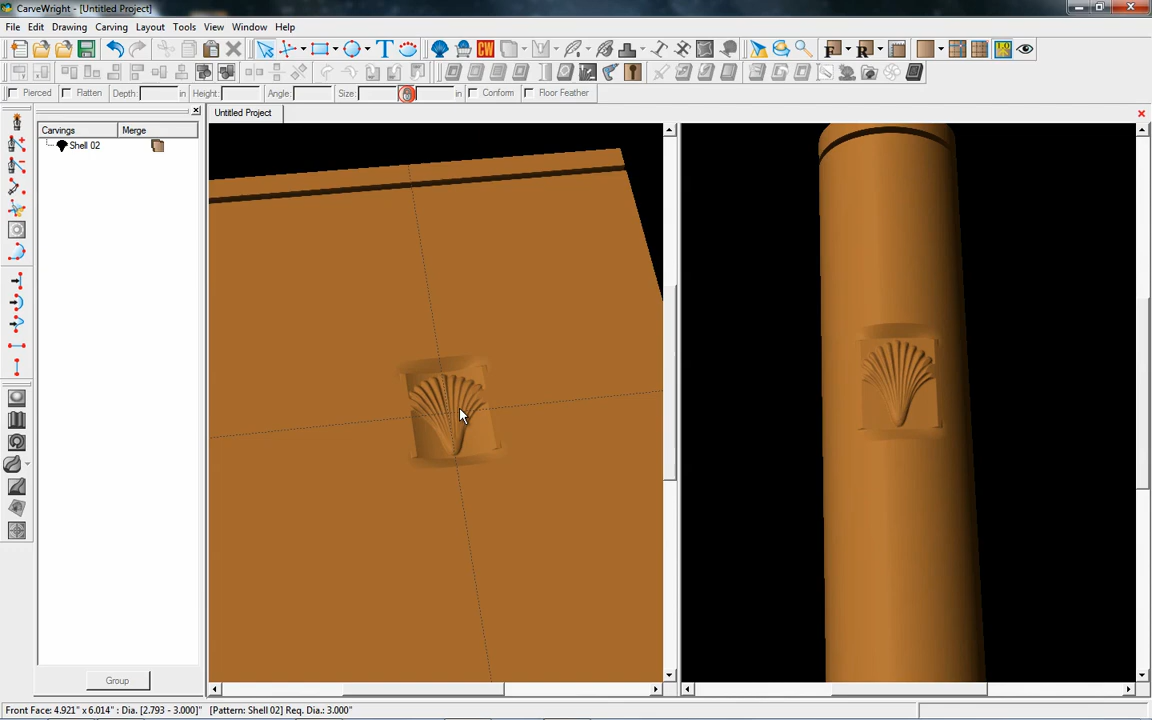 CarveWright - [Untitled Project]
File Edit Drawing Carving Layout Tools View Window Help
T CW F R
Pierced Flatten Depth: in Height: Angle: Size: in Conform Floor Feather
Untitled Project
Carvings Merge
Shell 02
Group
Front Face: 4.921" x 6.014" : Dia. [2.793 - 3.000]" [Pattern: Shell 02] Req. Dia.: 3.000"